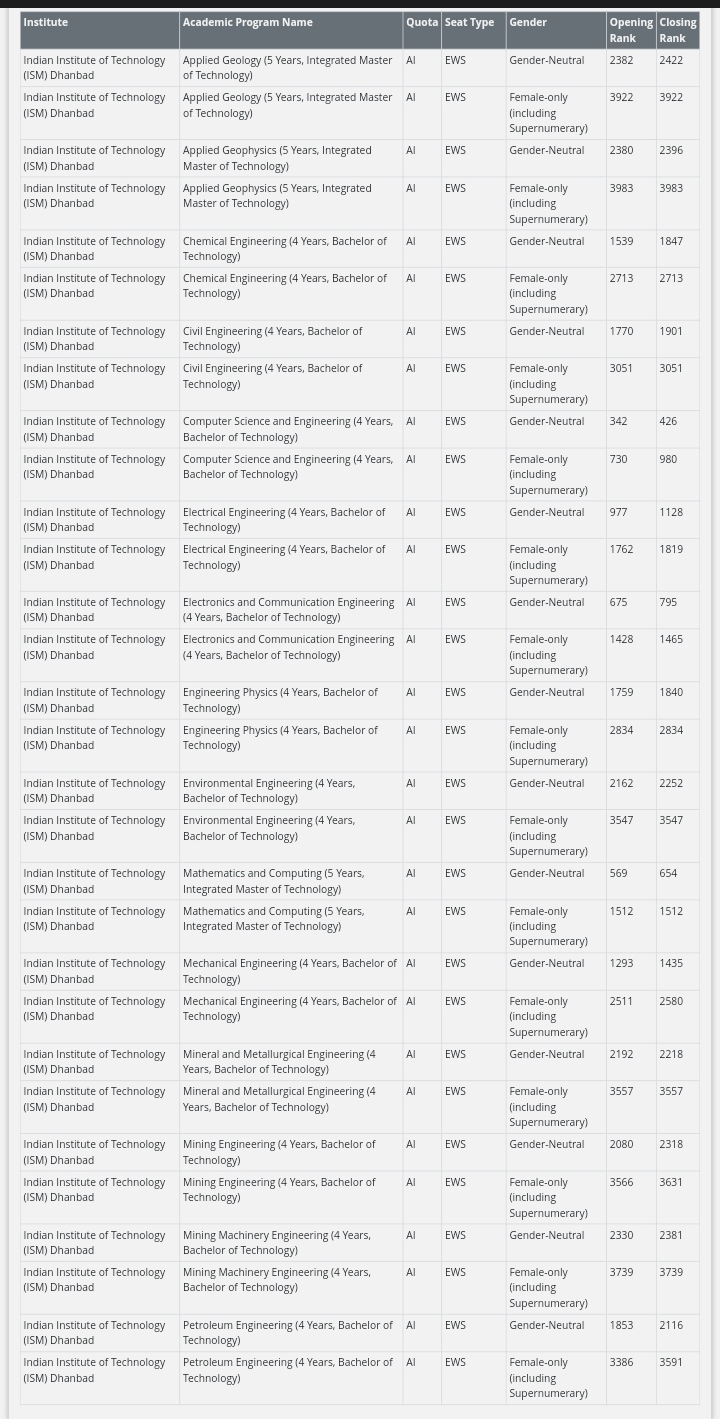 Institute Academic Program Name Quota Seat Type Gender Opening Closing
Rank Rank
Indian Institute of Technology Applied Geology (5 Years, Integrated Master AI EWS Gender-Neutral 2382 2422
(ISM) Dhanbad of Technology)
Indian Institute of Technology Applied Geology (5 Years, Integrated Master AI EWS Female-only 3922 3922
(ISM) Dhanbad of Technology) (including
Supernumerary)
Indian Institute of Technology Applied Geophysics (5 Years, Integrated AI EWS Gender-Neutral 2380 2396
(ISM) Dhanbad Master of Technology)
Indian Institute of Technology Applied Geophysics (5 Years, Integrated AI EWS Female-only 3983 3983
(ISM) Dhanbad Master of Technology) (including
Supernumerary)
Indian Institute of Technology Chemical Engineering (4 Years, Bachelor of AI EWS Gender-Neutral 1539 1847
(ISM) Dhanbad Technology)
Indian Institute of Technology Chemical Engineering (4 Years, Bachelor of AI EWS Female-only 2713 2713
(ISM) Dhanbad Technology) (including
Supernumerary)
Indian Institute of Technology Civil Engineering (4 Years, Bachelor of AI EWS Gender-Neutral 1770 1901
(ISM) Dhanbad Technology)
Indian Institute of Technology Civil Engineering (4 Years, Bachelor of AI EWS Female-only 3051 3051
(ISM) Dhanbad Technology) (including
Supernumerary)
Indian Institute of Technology Computer Science and Engineering (4 Years, AI EWS Gender-Neutral 342 426
(ISM) Dhanbad Bachelor of Technology)
Indian Institute of Technology Computer Science and Engineering (4 Years, AI EWS Female-only 730 980
(ISM) Dhanbad Bachelor of Technology) (including
Supernumerary)
Indian Institute of Technology Electrical Engineering (4 Years, Bachelor of AI EWS Gender-Neutral 977 1128
(ISM) Dhanbad Technology)
Indian Institute of Technology Electrical Engineering (4 Years, Bachelor of AI EWS Female-only 1762 1819
(ISM) Dhanbad Technology) (including
Supernumerary)
Indian Institute of Technology Electronics and Communication Engineering AI EWS Gender-Neutral 675 795
(ISM) Dhanbad (4 Years, Bachelor of Technology)
Indian Institute of Technology Electronics and Communication Engineering AI EWS Female-only 1428 1465
(ISM) Dhanbad (4 Years, Bachelor of Technology) (including
Supernumerary)
Indian Institute of Technology Engineering Physics (4 Years, Bachelor of AI EWS Gender-Neutral 1759 1840
(ISM) Dhanbad Technology)
Indian Institute of Technology Engineering Physics (4 Years, Bachelor of AI EWS Female-only 2834 2834
(ISM) Dhanbad Technology) (including
Supernumerary)
Indian Institute of Technology Environmental Engineering (4 Years, AI EWS Gender-Neutral 2162 2252
(ISM) Dhanbad Bachelor of Technology)
Indian Institute of Technology Environmental Engineering (4 Years, AI EWS Female-only 3547 3547
(ISM) Dhanbad Bachelor of Technology) (including
Supernumerary)
Indian Institute of Technology Mathematics and Computing (5 Years, AI EWS Gender-Neutral 569 654
(ISM) Dhanbad Integrated Master of Technology)
Indian Institute of Technology Mathematics and Computing (5 Years, AI EWS Female-only 1512 1512
(ISM) Dhanbad Integrated Master of Technology) (including
Supernumerary)
Indian Institute of Technology Mechanical Engineering (4 Years, Bachelor of AI EWS Gender-Neutral 1293 1435
(ISM) Dhanbad Technology)
Indian Institute of Technology Mechanical Engineering (4 Years, Bachelor of AI EWS Female-only 2511 2580
(ISM) Dhanbad Technology) (including
Supernumerary)
Indian Institute of Technology Mineral and Metallurgical Engineering (4 AI EWS Gender-Neutral 2192 2218
(ISM) Dhanbad Years, Bachelor of Technology)
Indian Institute of Technology Mineral and Metallurgical Engineering (4 AI EWS Female-only 3557 3557
(ISM) Dhanbad Years, Bachelor of Technology) (including
Supernumerary)
Indian Institute of Technology Mining Engineering (4 Years, Bachelor of AI EWS Gender-Neutral 2080 2318
(ISM) Dhanbad Technology)
Indian Institute of Technology Mining Engineering (4 Years, Bachelor of AI EWS Female-only 3566 3631
(ISM) Dhanbad Technology) (including
Supernumerary)
Indian Institute of Technology Mining Machinery Engineering (4 Years, AI EWS Gender-Neutral 2330 2381
(ISM) Dhanbad Bachelor of Technology)
Indian Institute of Technology Mining Machinery Engineering (4 Years, AI EWS Female-only 3739 3739
(ISM) Dhanbad Bachelor of Technology) (including
Supernumerary)
Indian Institute of Technology Petroleum Engineering (4 Years, Bachelor of AI EWS Gender-Neutral 1853 2116
(ISM) Dhanbad Technology)
Indian Institute of Technology Petroleum Engineering (4 Years, Bachelor of AI EWS Female-only 3386 3591
(ISM) Dhanbad Technology) (including
Supernumerary)